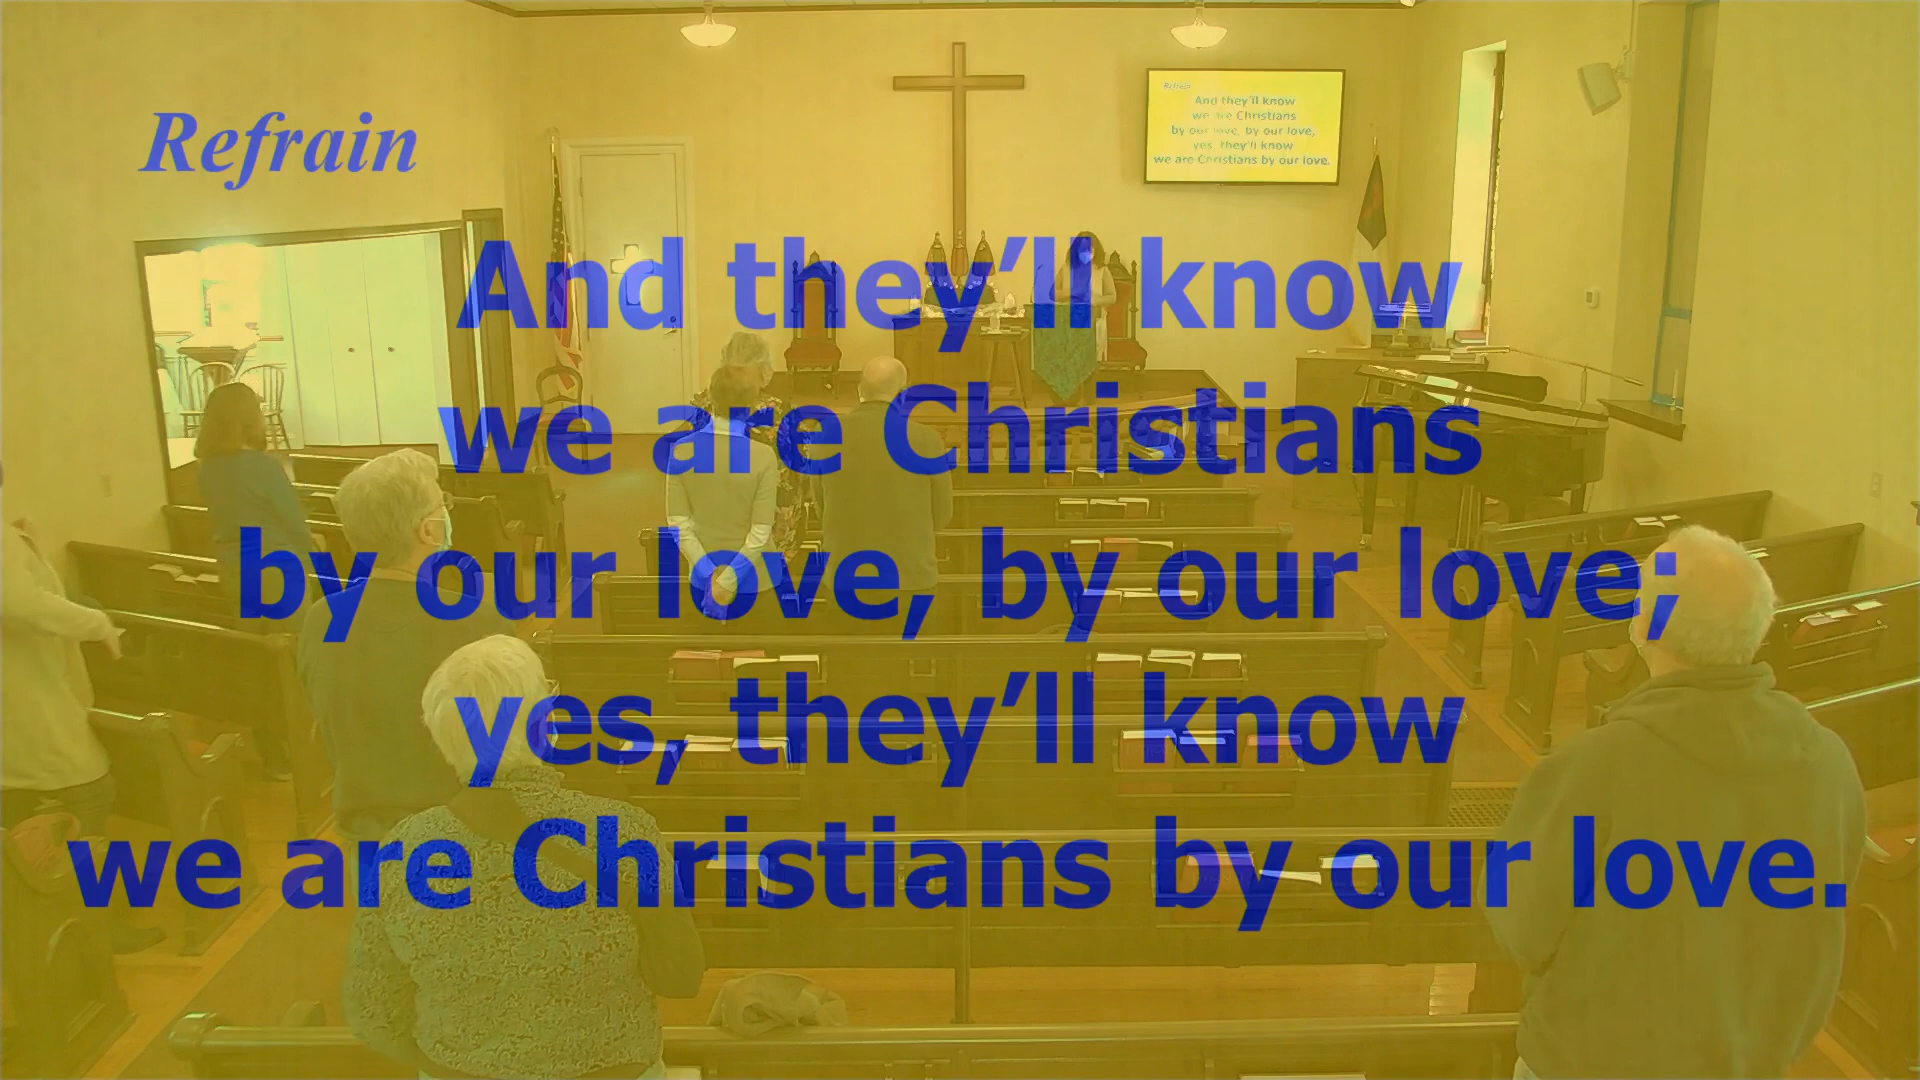 Refrain
And they’ll know
we are Christians
by our love, by our love;
yes, they’ll know
we are Christians by our love.
Refrain
And they’ll know
we are Christians
by our love, by our love,
yes, they’ll know
we are Christians by our love.